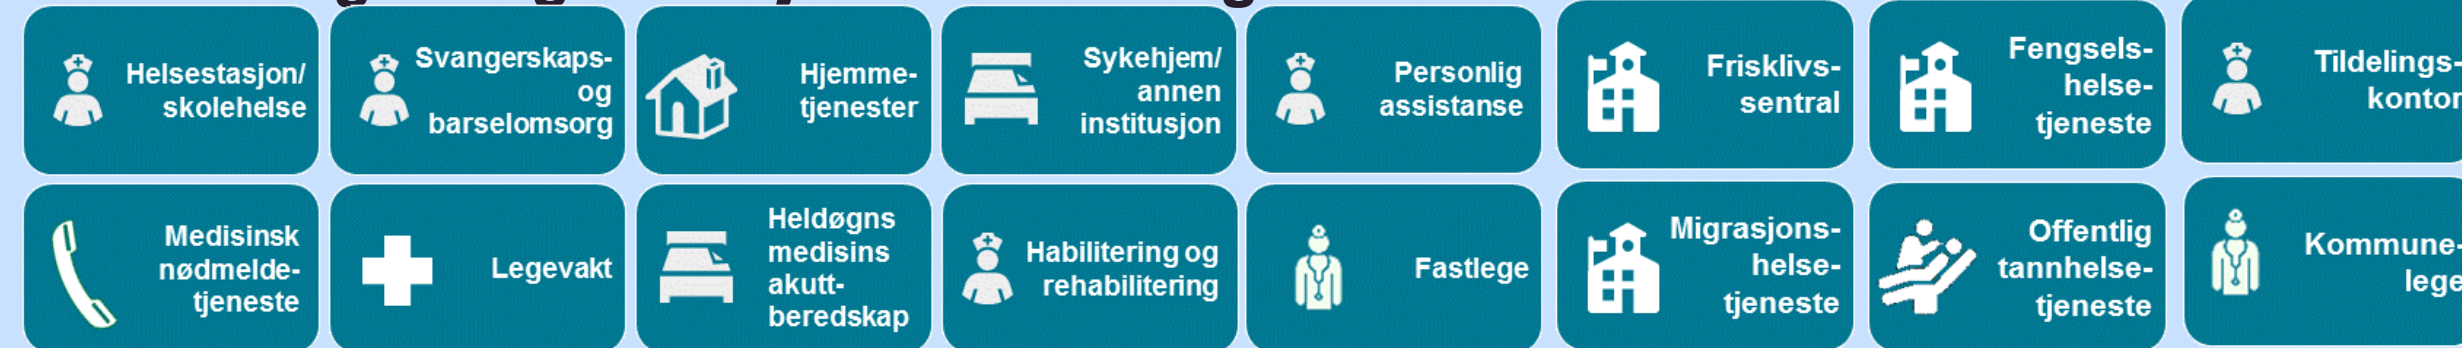 Helsestasjon/
skolehelse
Svangerskaps-
og
barselomsorg
Hjemme-
tjenester
Sykehjem/
annen
institusjon
Personlig
assistanse
Frisklivs-
sentral
Fengsels-
helse-
tjeneste
Tildelings-
kontor
Medisinsk
nødmelde-
tjeneste
Legevakt
Heldøgns
medisins
akutt-
beredskap
Habilitering og
rehabilitering
Fastlege
Migrasjons-
helse-
tjeneste
Offentlig
tannhelse-
tjeneste
Kommune-
lege